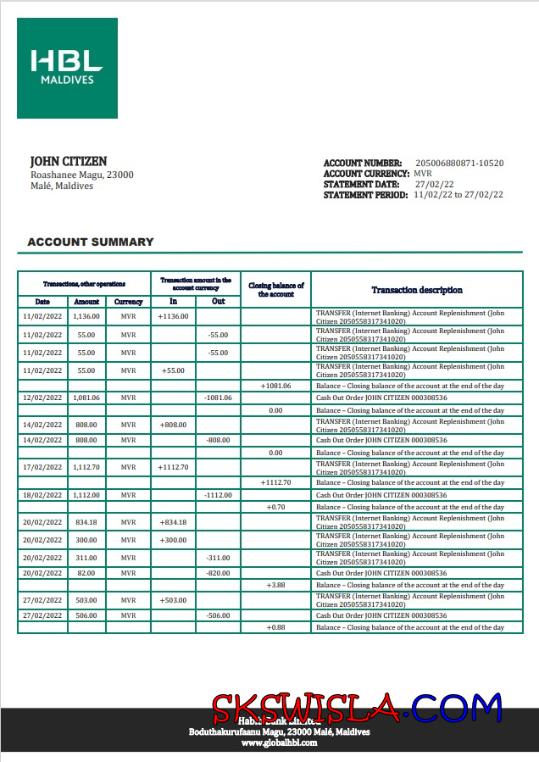 HBL
MALDIVES
JOHN CITIZEN
Roashanee Magu, 23000
Malé, Maldives
ACCOUNT NUMBER: 205006880871-10520
ACCOUNT CURRENCY: MVR
STATEMENT DATE: 27/02/22
STATEMENT PERIOD: 11/02/22 to 27/02/22
ACCOUNT SUMMARY
Transactions, other operations
Transaction amount in the
account currency
Closing balance of
the account
Transaction description
Date Amount Currency In Out
11/02/2022 1,136.00 MVR +1136.00 TRANSFER (Internet Banking) Account Replenishment (John
Citizen 2050558317341020)
11/02/2022 55.00 MVR -55.00 TRANSFER (Internet Banking) Account Replenishment (John
Citizen 2050558317341020)
11/02/2022 55.00 MVR -55.00 TRANSFER (Internet Banking) Account Replenishment (John
Citizen 2050558317341020)
11/02/2022 55.00 MVR +55.00 TRANSFER (Internet Banking) Account Replenishment (John
Citizen 2050558317341020)
+1081.06 Balance – Closing balance of the account at the end of the day
12/02/2022 1,081.06 MVR -1081.06 Cash Out Order JOHN CITIZEN 000308536
0.00 Balance – Closing balance of the account at the end of the day
14/02/2022 808.00 MVR +808.00 TRANSFER (Internet Banking) Account Replenishment (John
Citizen 2050558317341020)
14/02/2022 808.00 MVR -808.00 Cash Out Order JOHN CITIZEN 000308536
0.00 Balance – Closing balance of the account at the end of the day
17/02/2022 1,112.70 MVR +1112.70 TRANSFER (Internet Banking) Account Replenishment (John
Citizen 2050558317341020)
+1112.70 Balance – Closing balance of the account at the end of the day
18/02/2022 1,112.00 MVR -1112.00 Cash Out Order JOHN CITIZEN 000308536
+0.70 Balance – Closing balance of the account at the end of the day
20/02/2022 834.18 MVR +834.18 TRANSFER (Internet Banking) Account Replenishment (John
Citizen 2050558317341020)
20/02/2022 300.00 MVR +300.00 TRANSFER (Internet Banking) Account Replenishment (John
Citizen 2050558317341020)
20/02/2022 311.00 MVR -311.00 TRANSFER (Internet Banking) Account Replenishment (John
Citizen 2050558317341020)
20/02/2022 82.00 MVR -820.00 Cash Out Order JOHN CITIZEN 000308536
+3.88 Balance – Closing balance of the account at the end of the day
27/02/2022 503.00 MVR +503.00 TRANSFER (Internet Banking) Account Replenishment (John
Citizen 2050558317341020)
27/02/2022 506.00 MVR -506.00 Cash Out Order JOHN CITIZEN 000308536
+0.88 Balance – Closing balance of the account at the end of the day
SKSWISLA.COM
Boduthakurufaanu Magu, 23000 Malé, Maldives
www.globalhbl.com